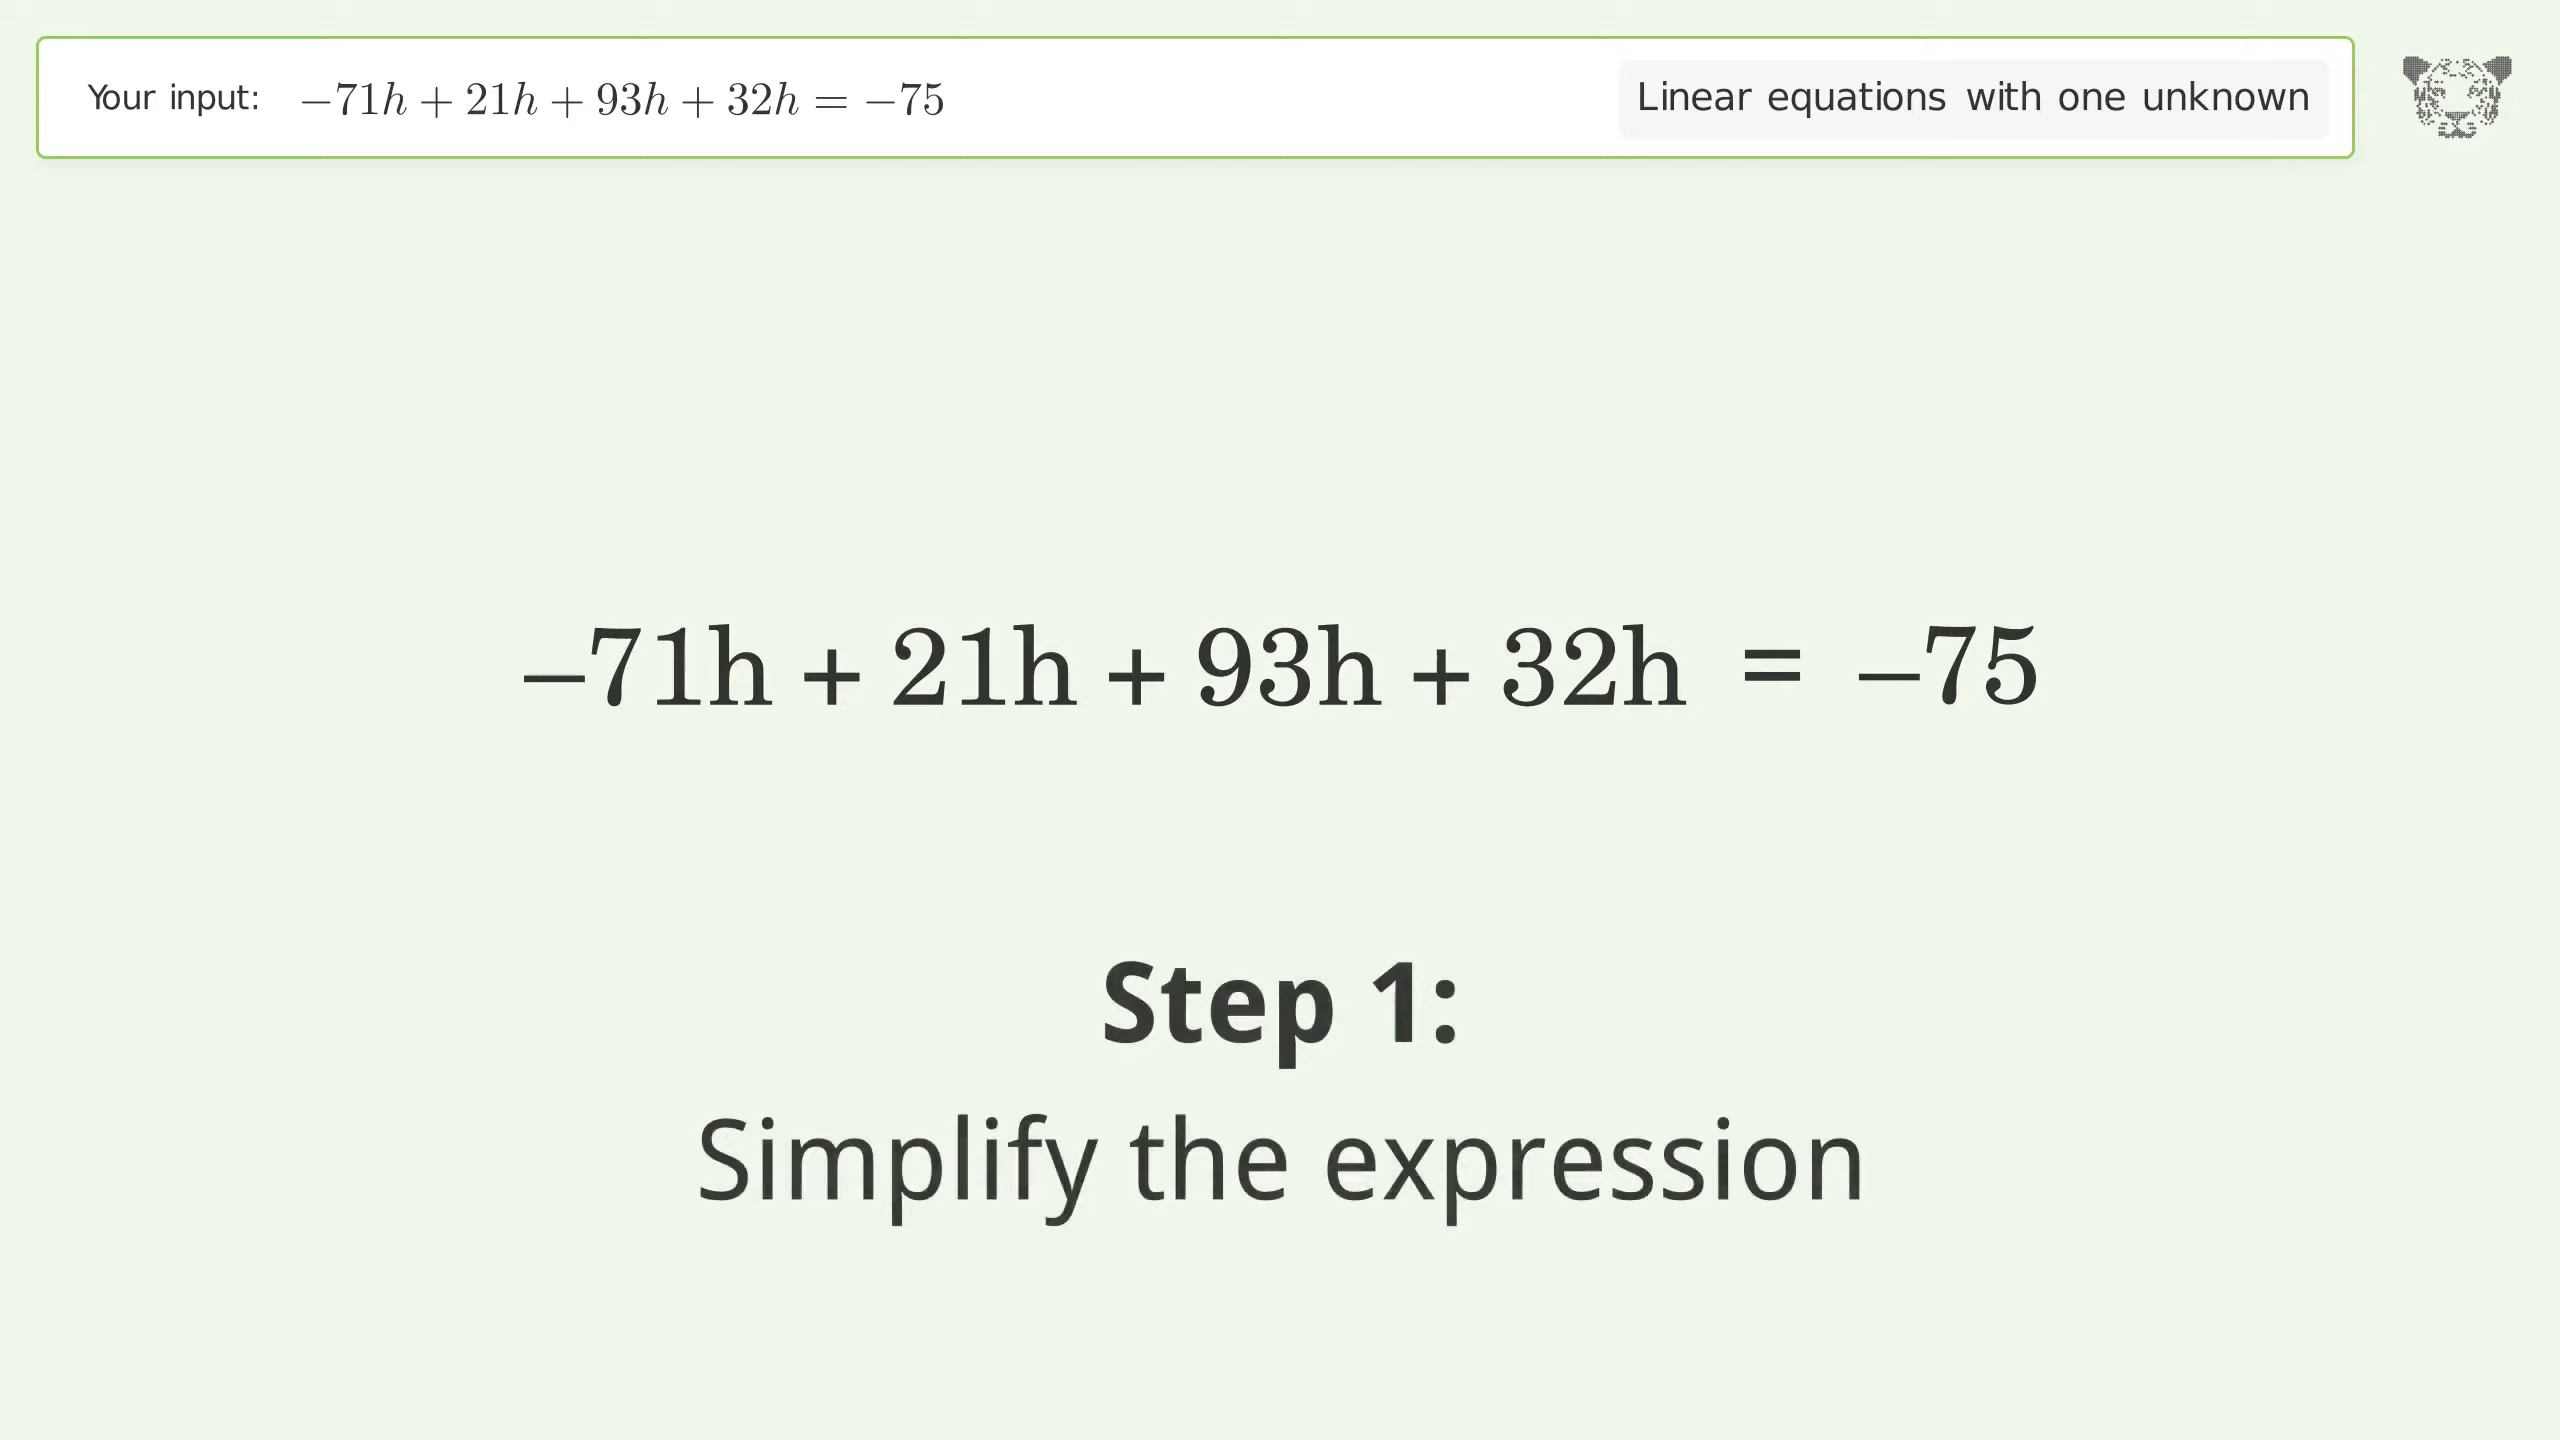 Your input: −71h + 21h + 93h + 32h = −75
Linear equations with one unknown
−71h + 21h + 93h + 32h = −75
Step 1:
Simplify the expression